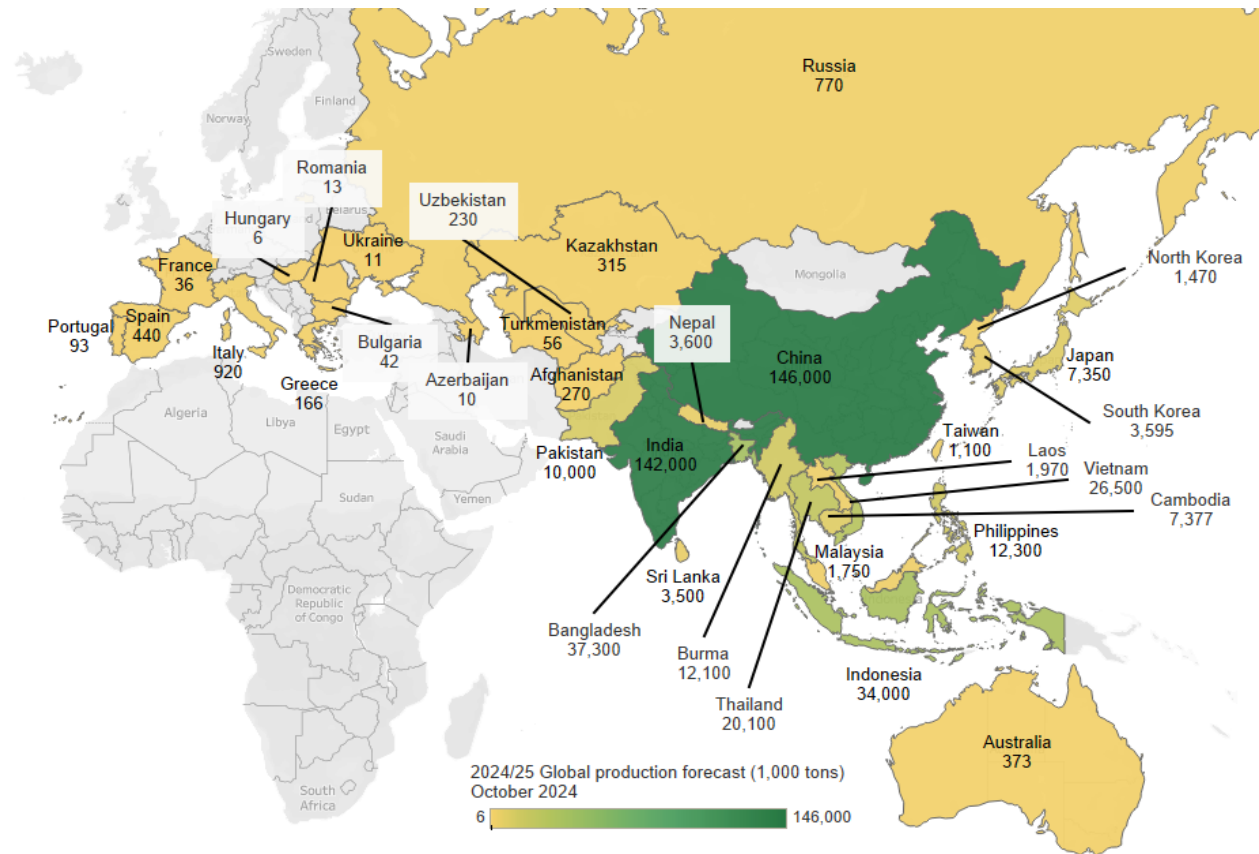 Sweden
Finland
Norway
Russia
770
Romania
13
Belarus
Hungary
6
Uzbekistan
230
Ukraine
11
Kazakhstan
315
Mongolia
North Korea
1,470
France
36
Portugal
93
Spain
440
Italy
920
Greece
166
Bulgaria
42
Azerbaijan
10
Turkmenistan
56
Afghanistan
270
Nepal
3,600
China
146,000
Japan
7,350
South Korea
3,595
Taiwan
1,100
Laos
1,970
Vietnam
26,500
Cambodia
7,377
Algeria
Libya
Egypt
Saudi
Arabia
Pakistan
10,000
India
142,000
Sudan
Yemen
Philippines
12,300
Malaysia
1,750
Sri Lanka
3,500
Bangladesh
37,300
Burma
12,100
Thailand
20,100
Indonesia
34,000
Democratic
Republic
of Congo
Australia
373
South
Africa
2024/25 Global production forecast (1,000 tons)
October 2024
6
146,000